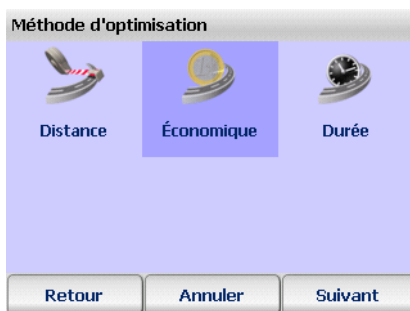 Méthode d'optimisation
Distance Économique Durée
Retour Annuler Suivant